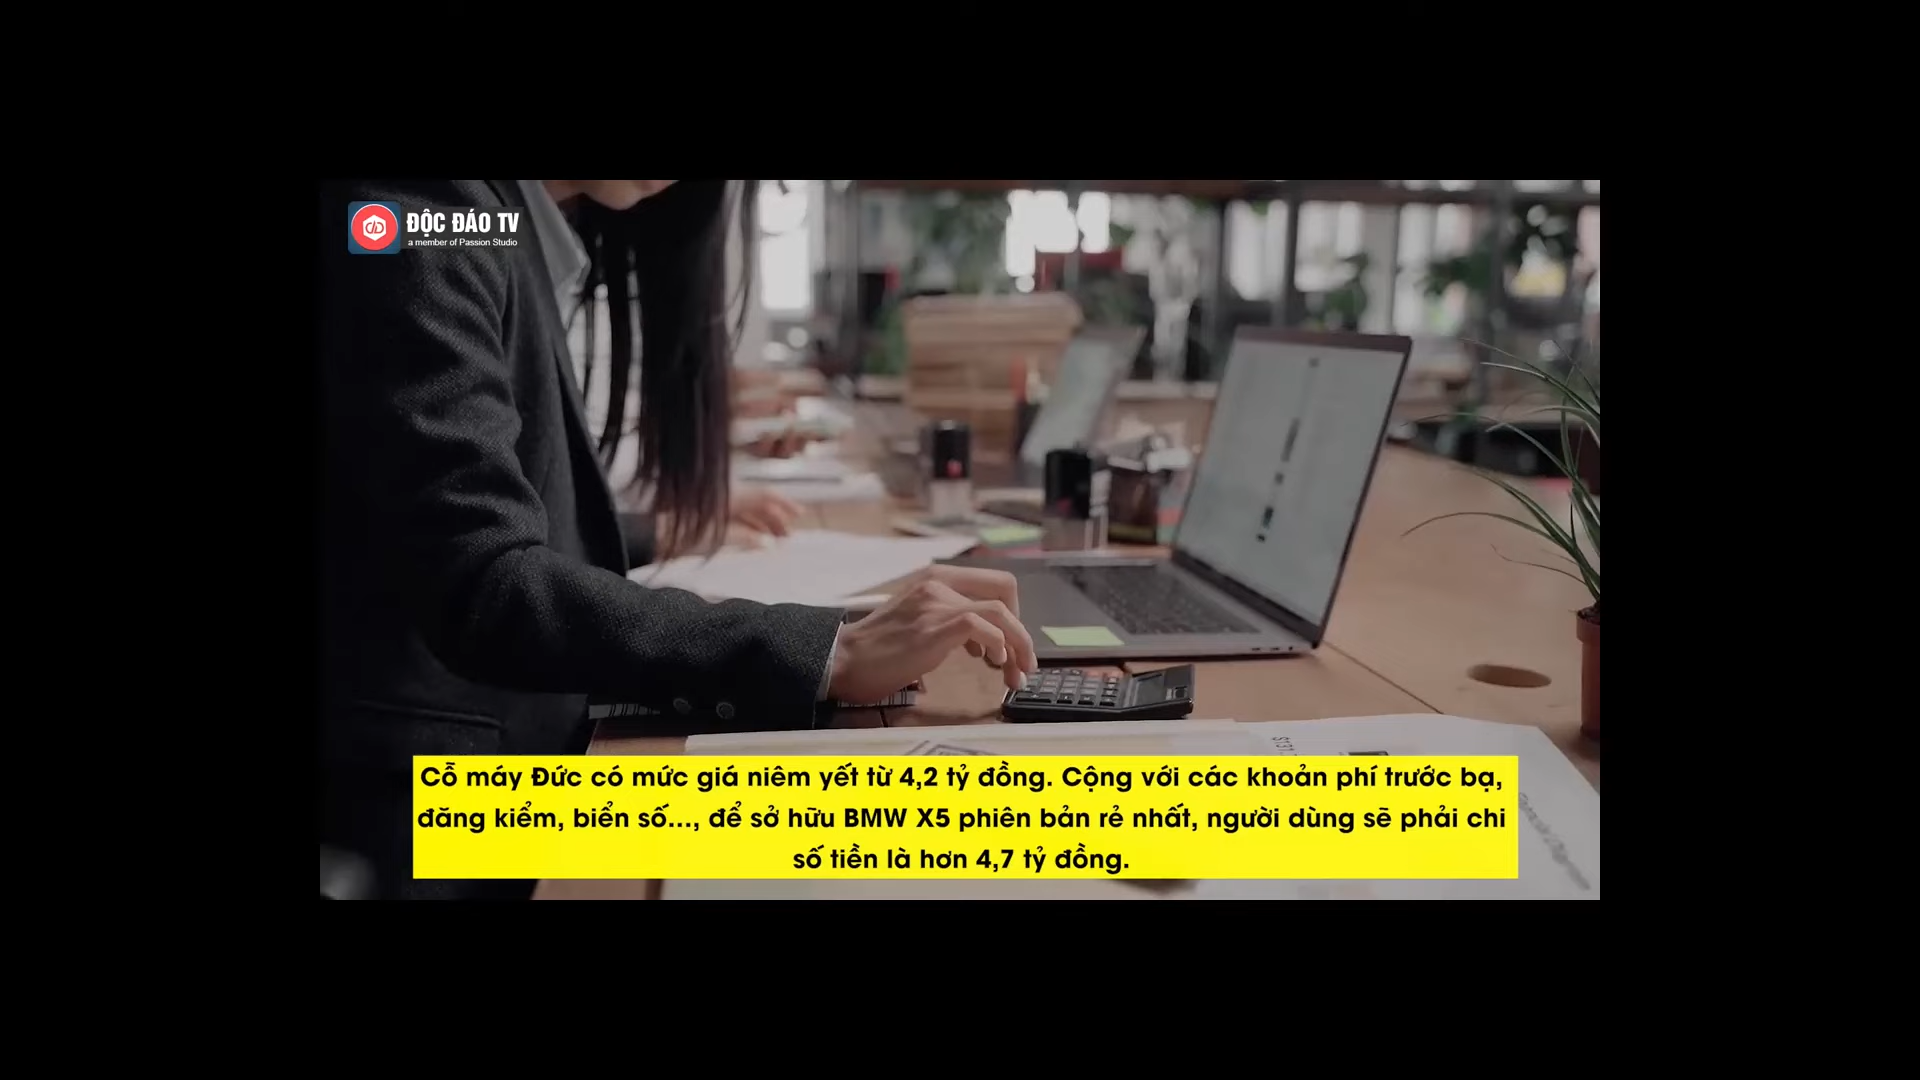 ĐỘC ĐÁO TV
a member of Passion Studio
Cỗ máy Đức có mức giá niêm yết từ 4,2 tỷ đồng. Cộng với các khoản phí trước bạ,
đăng kiểm, biển số..., để sở hữu BMW X5 phiên bản rẻ nhất, người dùng sẽ phải chi
số tiền là hơn 4,7 tỷ đồng.